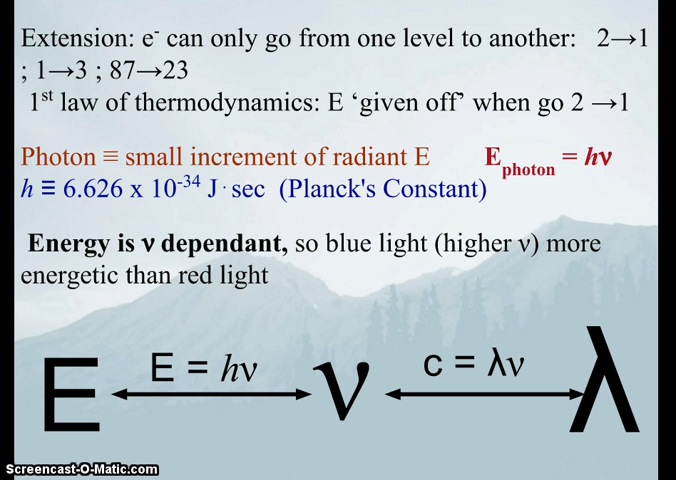 Extension: e⁻ can only go from one level to another: 2→1
; 1→3 ; 87→23
1ˢᵗ law of thermodynamics: E ‘given off’ when go 2 →1
Photon ≡ small increment of radiant E E_photon = hν
h ≡ 6.626 x 10⁻³⁴ J·sec (Planck's Constant)
Energy is ν dependant, so blue light (higher ν) more
energetic than red light
E E = hν ν c = λν λ
Screencast-O-Matic.com